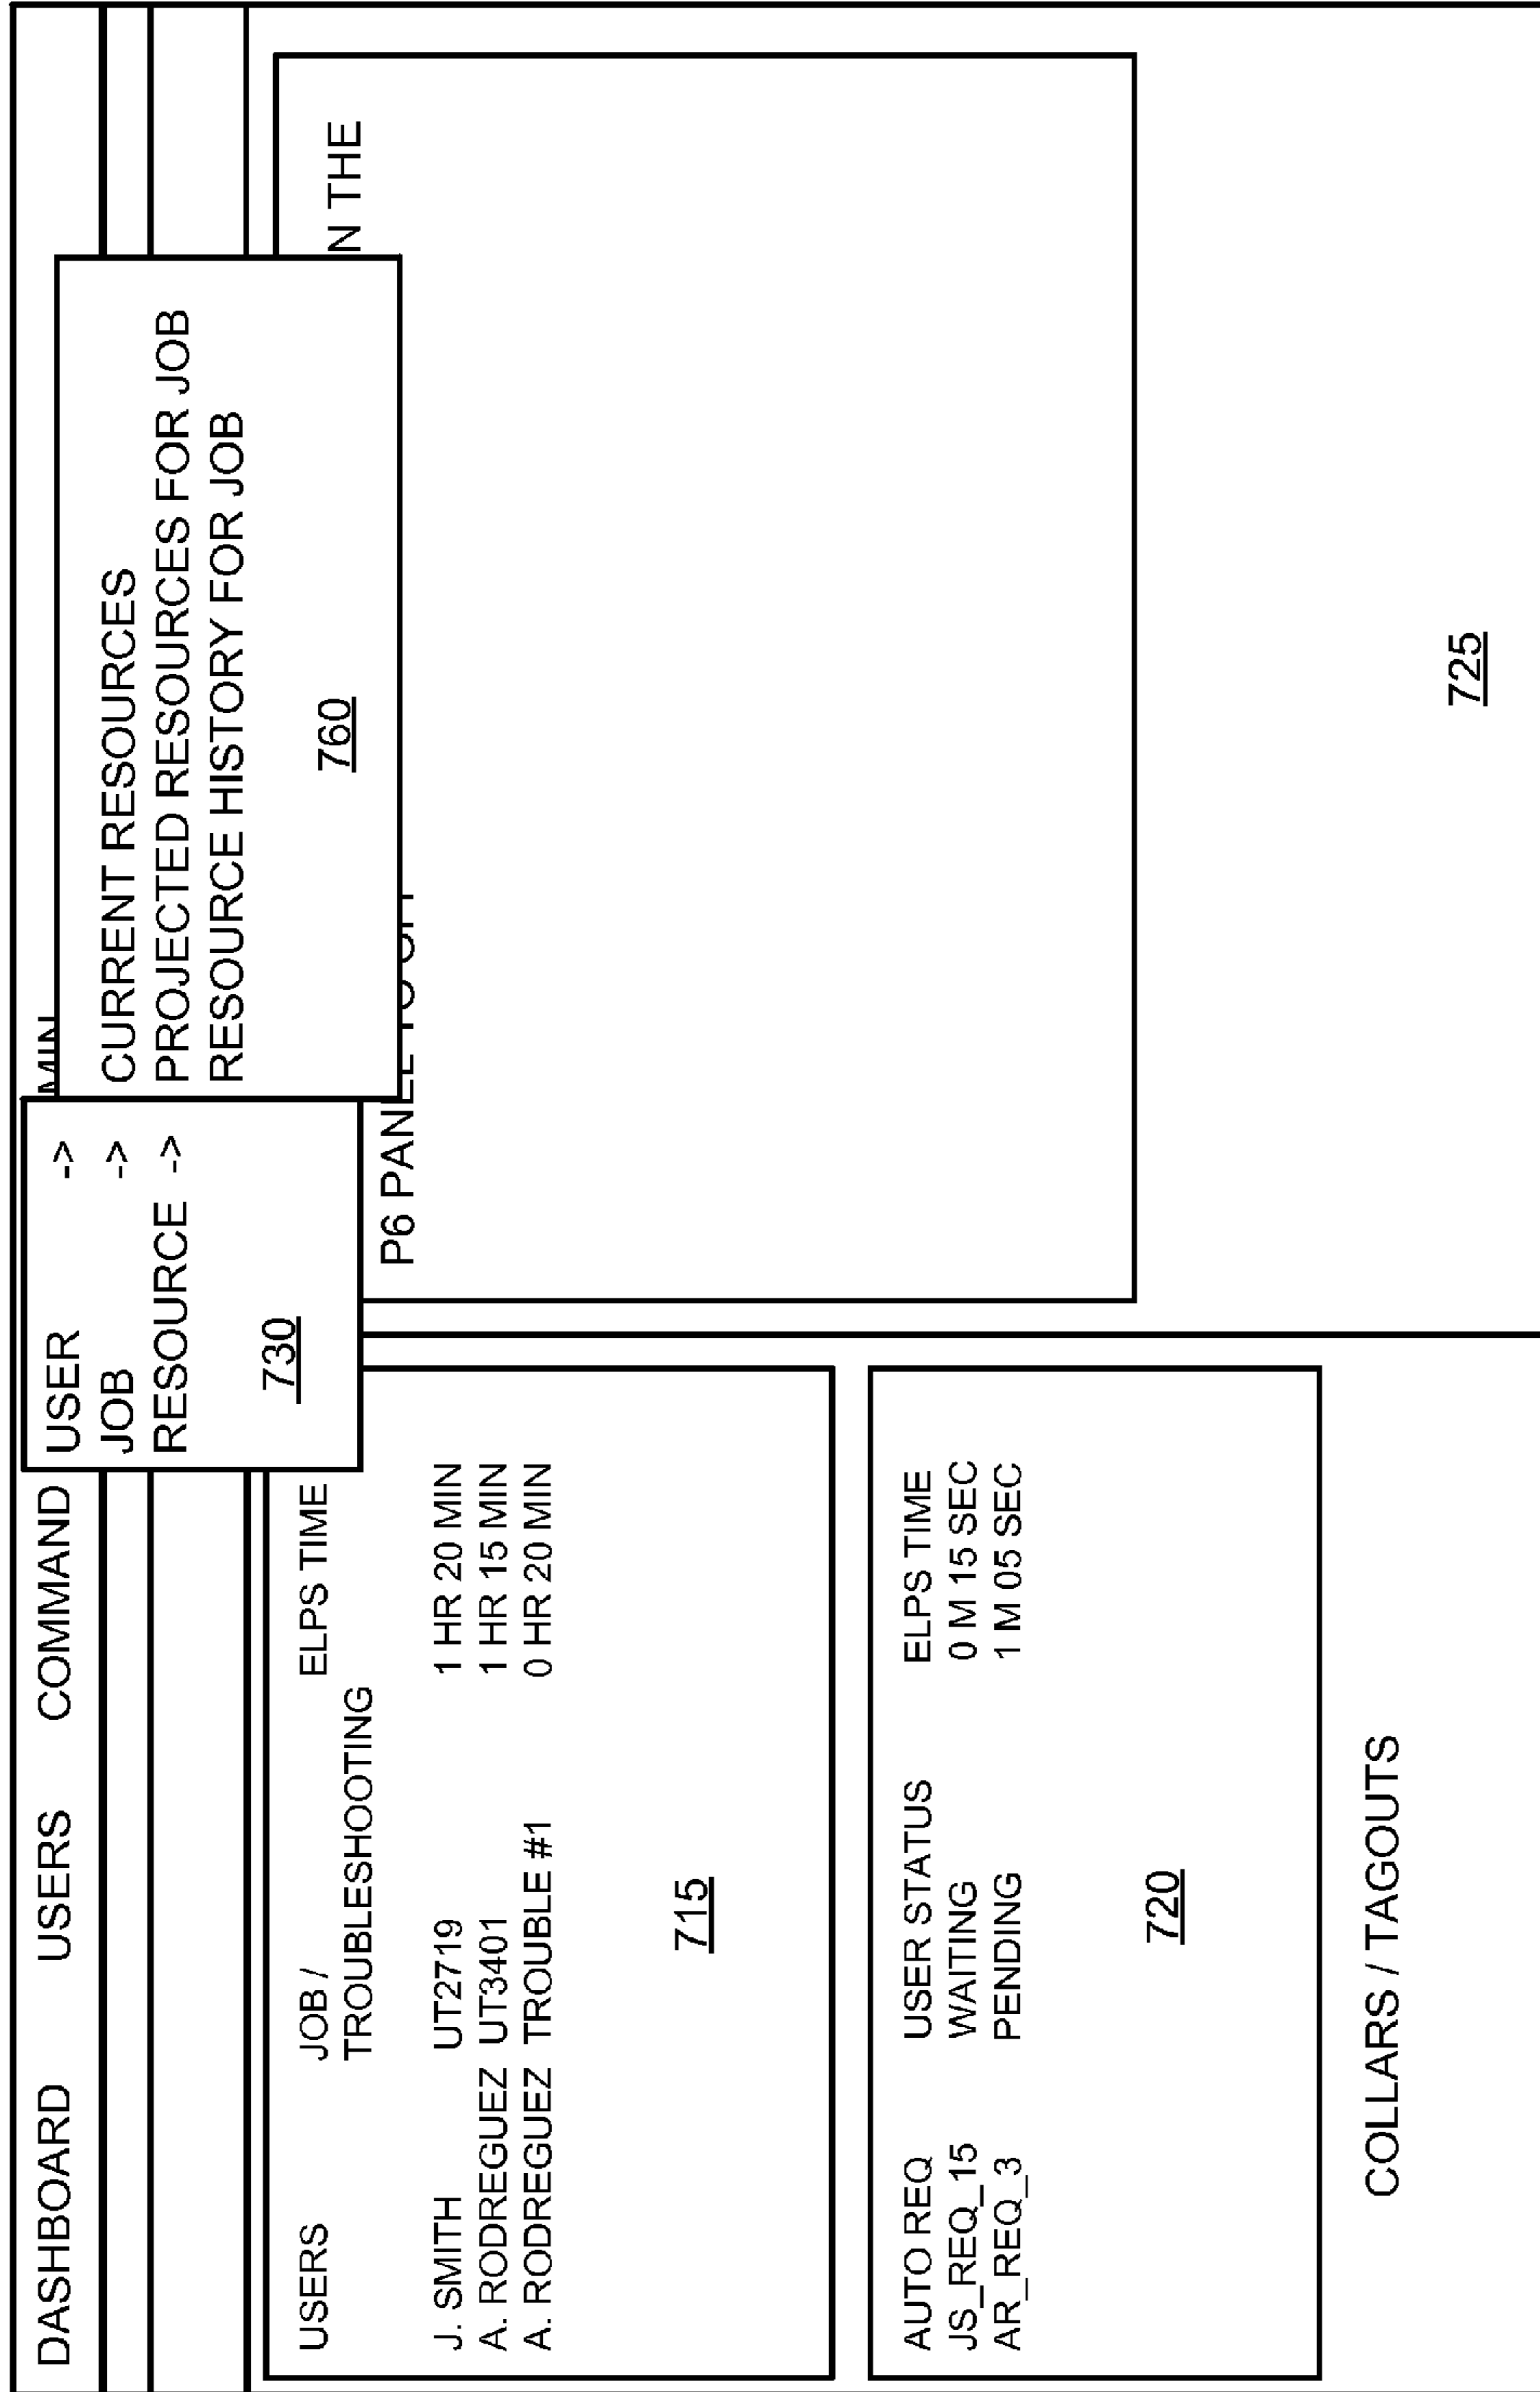 DASHBOARD USERS COMMAND
USER ->
JOB ->
RESOURCE ->
730
CURRENT RESOURCES
PROJECTED RESOURCES FOR JOB
RESOURCE HISTORY FOR JOB
760
N THE
P6 PANEL TO OFF
USERS JOB / ELPS TIME
TROUBLESHOOTING
J. SMITH UT2719 1 HR 20 MIN
A. RODREGUEZ UT3401 1 HR 15 MIN
A. RODREGUEZ TROUBLE #1 0 HR 20 MIN
715
AUTO REQ USER STATUS ELPS TIME
JS_REQ_15 WAITING 0 M 15 SEC
AR_REQ_3 PENDING 1 M 05 SEC
720
COLLARS / TAGOUTS
725